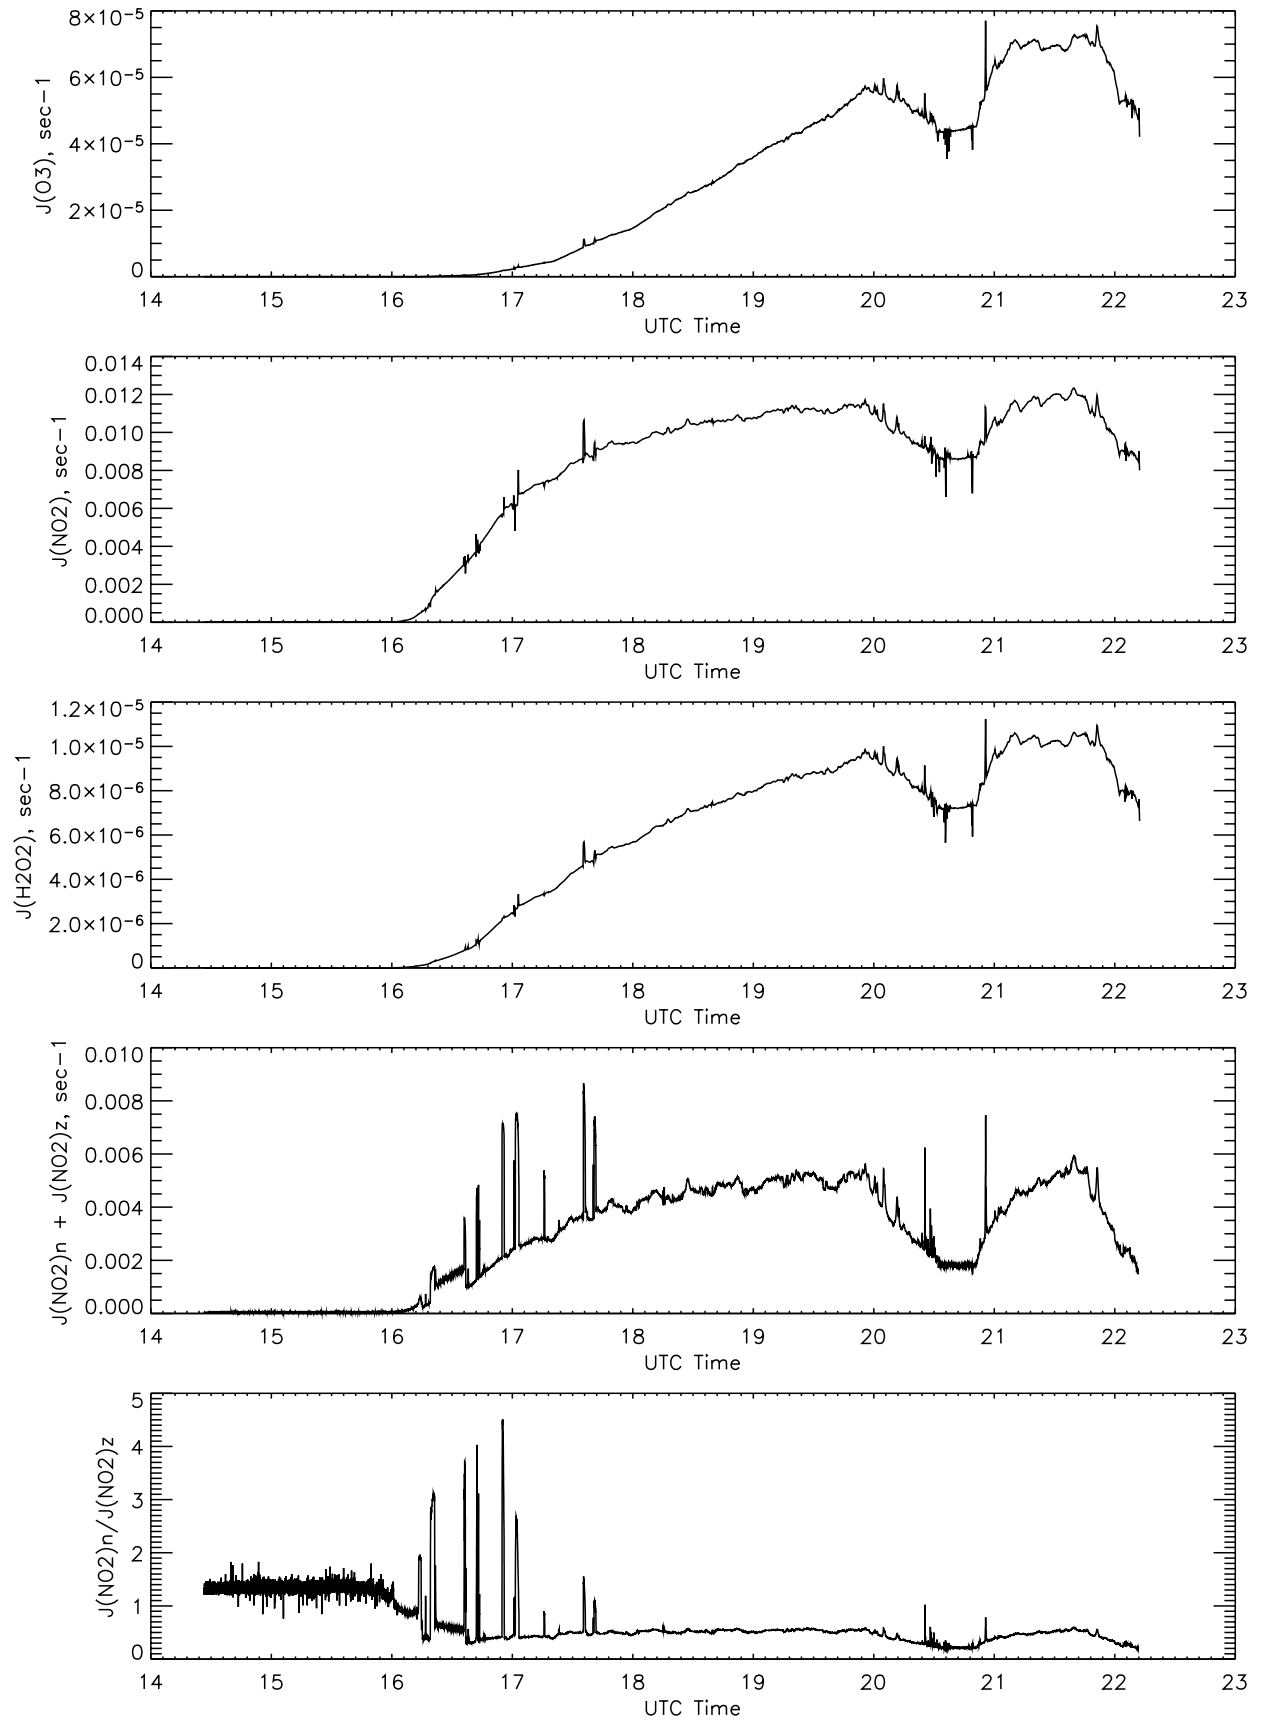 8×10⁻⁵
6×10⁻⁵
4×10⁻⁵
2×10⁻⁵
0
J(O3), sec−1
14 15 16 17 18 19 20 21 22 23
UTC Time
0.014
0.012
0.010
0.008
0.006
0.004
0.002
0.000
J(NO2), sec−1
14 15 16 17 18 19 20 21 22 23
UTC Time
1.2×10⁻⁵
1.0×10⁻⁵
8.0×10⁻⁶
6.0×10⁻⁶
4.0×10⁻⁶
2.0×10⁻⁶
0
J(H2O2), sec−1
14 15 16 17 18 19 20 21 22 23
UTC Time
0.010
0.008
0.006
0.004
0.002
0.000
J(NO2)n + J(NO2)z, sec−1
14 15 16 17 18 19 20 21 22 23
UTC Time
5
4
3
2
1
0
J(NO2)n/J(NO2)z
14 15 16 17 18 19 20 21 22 23
UTC Time